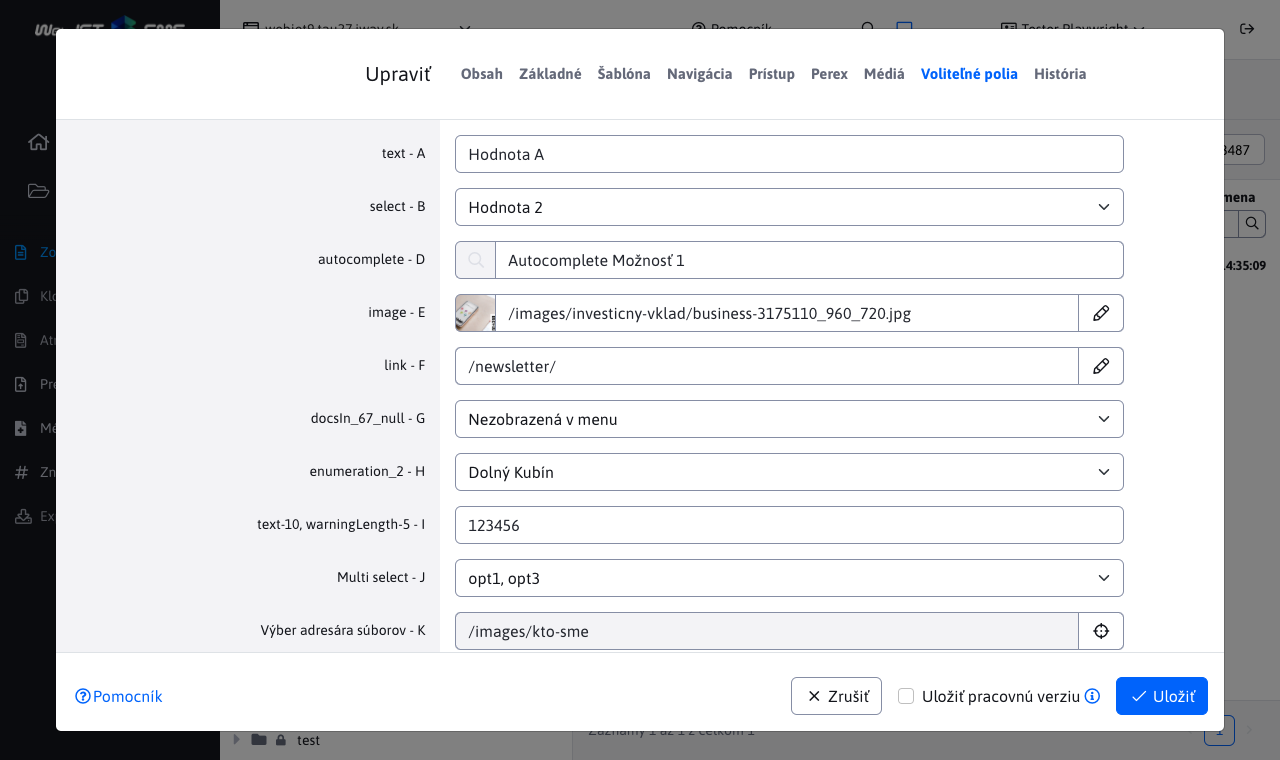 Upraviť
Obsah Základné Šablóna Navigácia Prístup Perex Médiá Voliteľné polia História
text - A Hodnota A
select - B Hodnota 2
autocomplete - D Autocomplete Možnosť 1
image - E /images/investicny-vklad/business-3175110_960_720.jpg
link - F /newsletter/
docsIn_67_null - G Nezobrazená v menu
enumeration_2 - H Dolný Kubín
text-10, warningLength-5 - I 123456
Multi select - J opt1, opt3
Výber adresára súborov - K /images/kto-sme
Pomocník Zrušiť Uložiť pracovnú verziu Uložiť
test